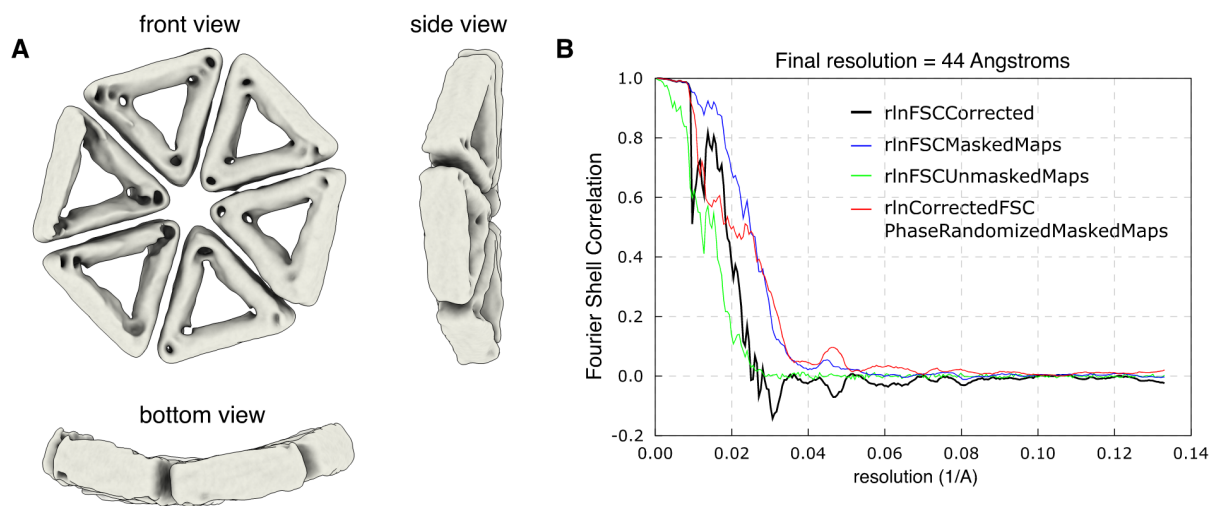 A
front view
side view
bottom view
B
Final resolution = 44 Angstroms
rlnFSCCorrected
rlnFSCMaskedMaps
rlnFSCUnmaskedMaps
rlnCorrectedFSC
PhaseRandomizedMaskedMaps
Fourier Shell Correlation
1.0
0.8
0.6
0.4
0.2
0.0
-0.2
0.00 0.02 0.04 0.06 0.08 0.10 0.12 0.14
resolution (1/A)